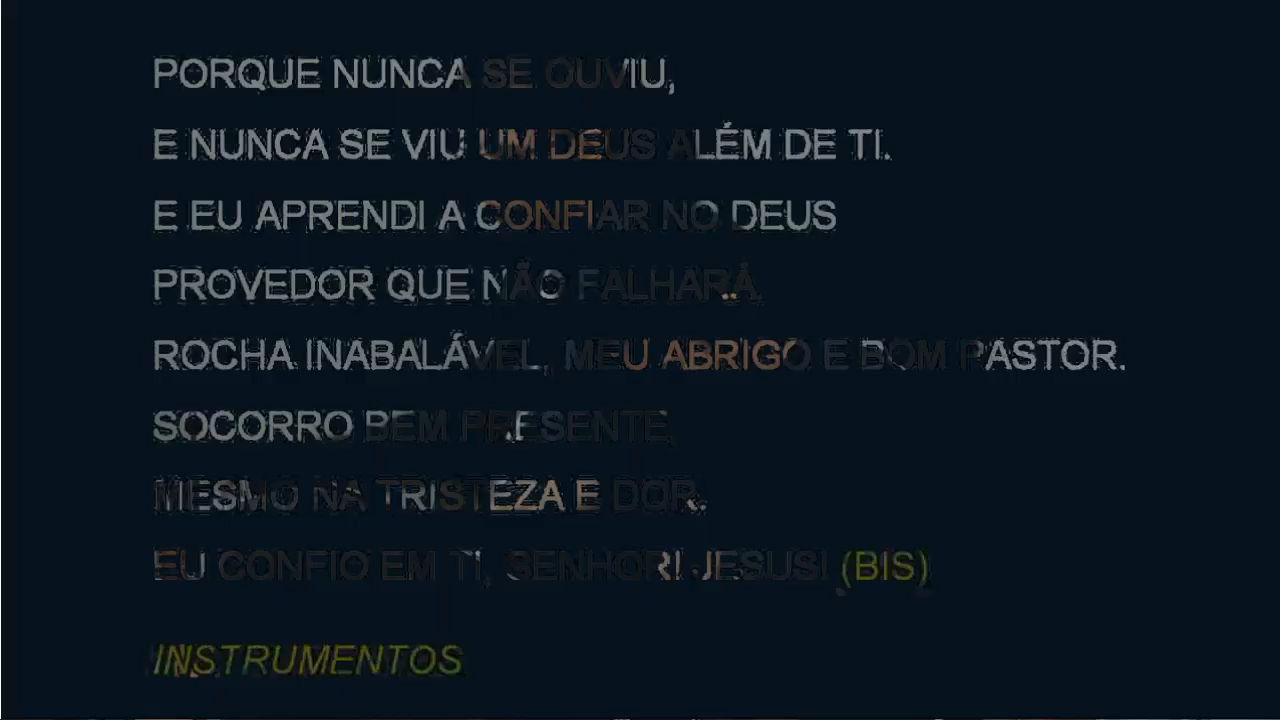 PORQUE NUNCA SE OUVIU,
E NUNCA SE VIU UM DEUS ALÉM DE TI.
E EU APRENDI A CONFIAR NO DEUS
PROVEDOR QUE NÃO FALHARÁ.
ROCHA INABALÁVEL, MEU ABRIGO E BOM PASTOR.
SOCORRO BEM PRESENTE,
MESMO NA TRISTEZA E DOR.
EU CONFIO EM TI, SENHOR! JESUS! (BIS)
INSTRUMENTOS